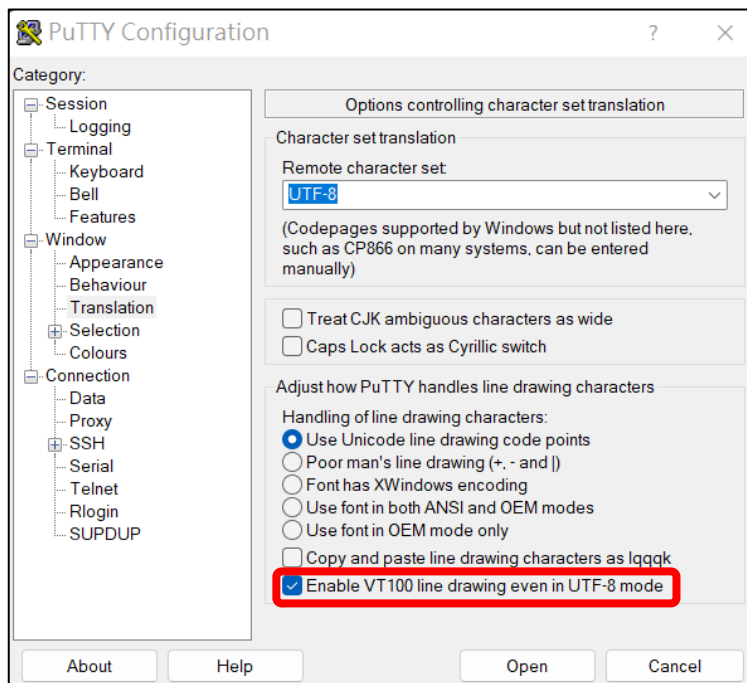 PuTTY Configuration
?
Category:
Session
Logging
Terminal
Keyboard
Bell
Features
Window
Appearance
Behaviour
Translation
Selection
Colours
Connection
Data
Proxy
SSH
Serial
Telnet
Rlogin
SUPDUP
Options controlling character set translation
Character set translation
Remote character set:
UTF-8
(Codepages supported by Windows but not listed here,
such as CP866 on many systems, can be entered
manually)
Treat CJK ambiguous characters as wide
Caps Lock acts as Cyrillic switch
Adjust how PuTTY handles line drawing characters
Handling of line drawing characters:
Use Unicode line drawing code points
Poor man's line drawing (+, - and |)
Font has XWindows encoding
Use font in both ANSI and OEM modes
Use font in OEM mode only
Copy and paste line drawing characters as lqqqk
Enable VT100 line drawing even in UTF-8 mode
About
Help
Open
Cancel